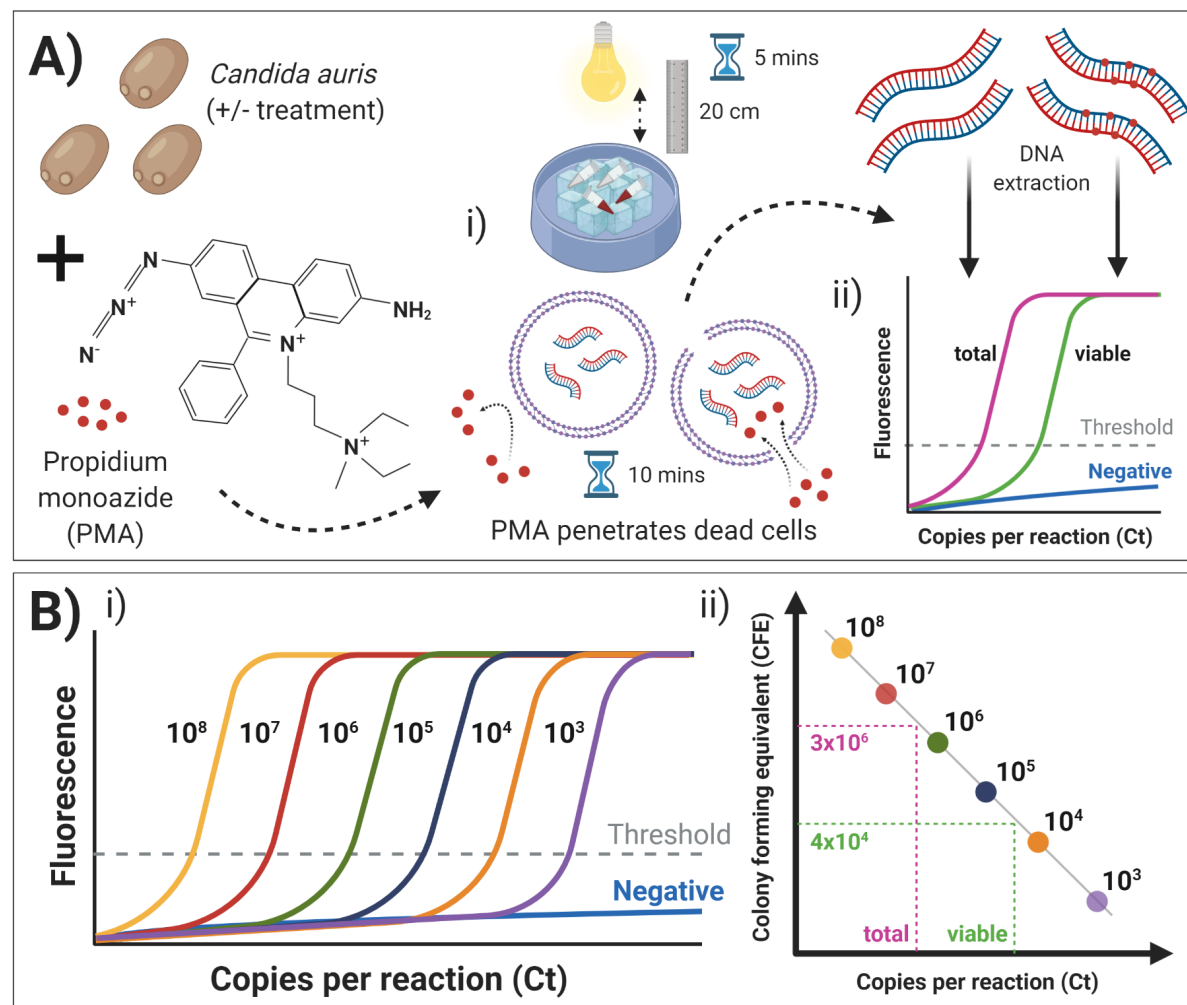 A)
Candida auris
(+/- treatment)
5 mins
20 cm
DNA
extraction
N
N⁺
N⁻
N⁺
NH₂
N⁺
Propidium
monoazide
(PMA)
i)
10 mins
PMA penetrates dead cells
ii)
total
viable
Threshold
Negative
Fluorescence
Copies per reaction (Ct)
B)
i)
10⁸
10⁷
10⁶
10⁵
10⁴
10³
Threshold
Negative
Fluorescence
Copies per reaction (Ct)
ii)
Colony forming equivalent (CFE)
10⁸
10⁷
10⁶
10⁵
10⁴
10³
3x10⁶
4x10⁴
total
viable
Copies per reaction (Ct)